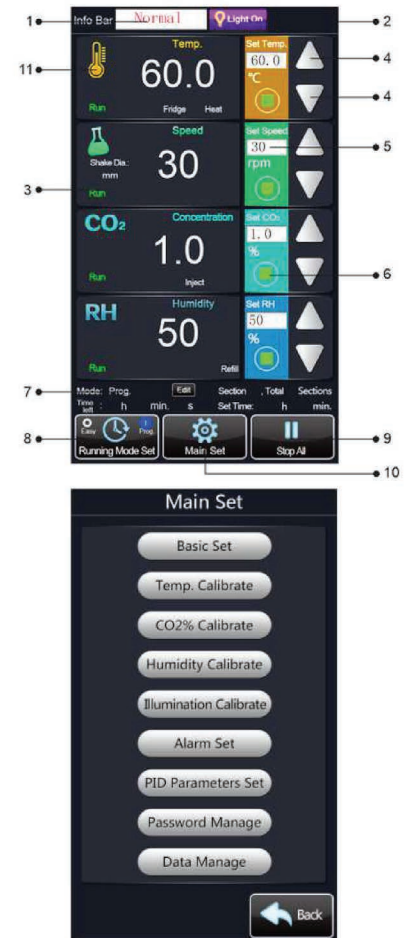 1 Info Bar Normal Light On 2
11 Temp. Set Temp. 4
60.0 60.0
℃ 4
Run Fridge Heat
Speed Set Speed
30 30 5
Shake Dia.: rpm
mm
3 Run
CO2 Concentration Set CO2
1.0 1.0
% 6
Run Inject
RH Humidity Set RH
50 50
%
Run Refill
7 Mode: Prog. Edit Section , Total Sections
Time left : h min. s Set Time: h min.
8 Easy Prog. 9
Running Mode Set Main Set Stop All
10
Main Set
Basic Set
Temp. Calibrate
CO2% Calibrate
Humidity Calibrate
Illumination Calibrate
Alarm Set
PID Parameters Set
Password Manage
Data Manage
Back